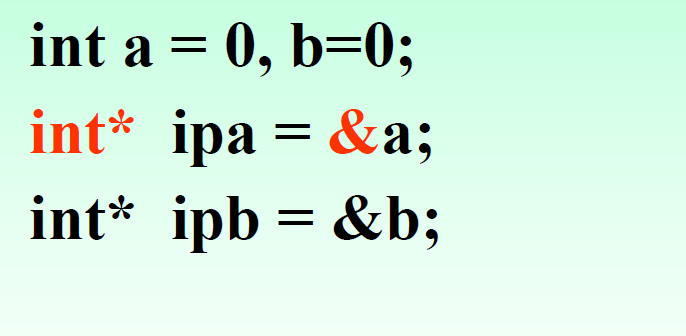 int a = 0, b=0;
int*  ipa = &a;
int*  ipb = &b;